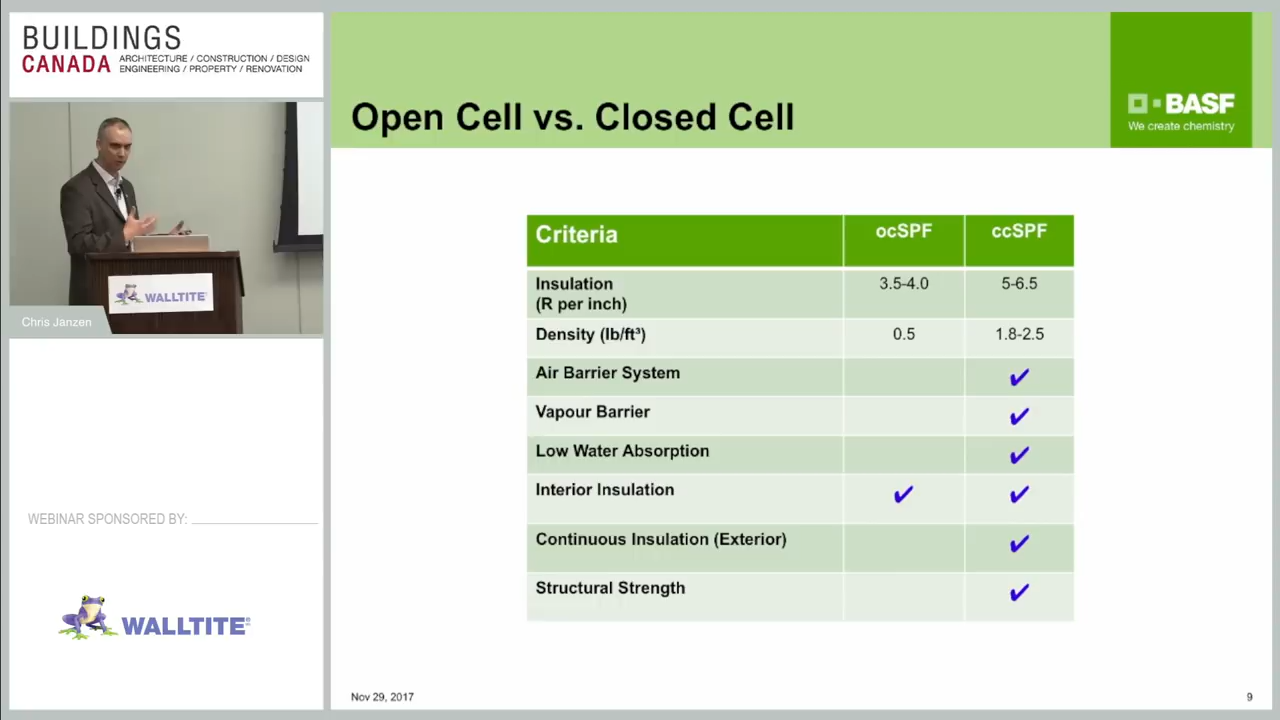 BUILDINGS
CANADA
ARCHITECTURE / CONSTRUCTION / DESIGN
ENGINEERING / PROPERTY / RENOVATION
WALLTITE
Chris Janzen
WEBINAR SPONSORED BY:
WALLTITE®
Open Cell vs. Closed Cell
BASF
We create chemistry
Criteria ocSPF ccSPF
Insulation
(R per inch) 3.5-4.0 5-6.5
Density (lb/ft³) 0.5 1.8-2.5
Air Barrier System ✔
Vapour Barrier ✔
Low Water Absorption ✔
Interior Insulation ✔ ✔
Continuous Insulation (Exterior) ✔
Structural Strength ✔
Nov 29, 2017
9